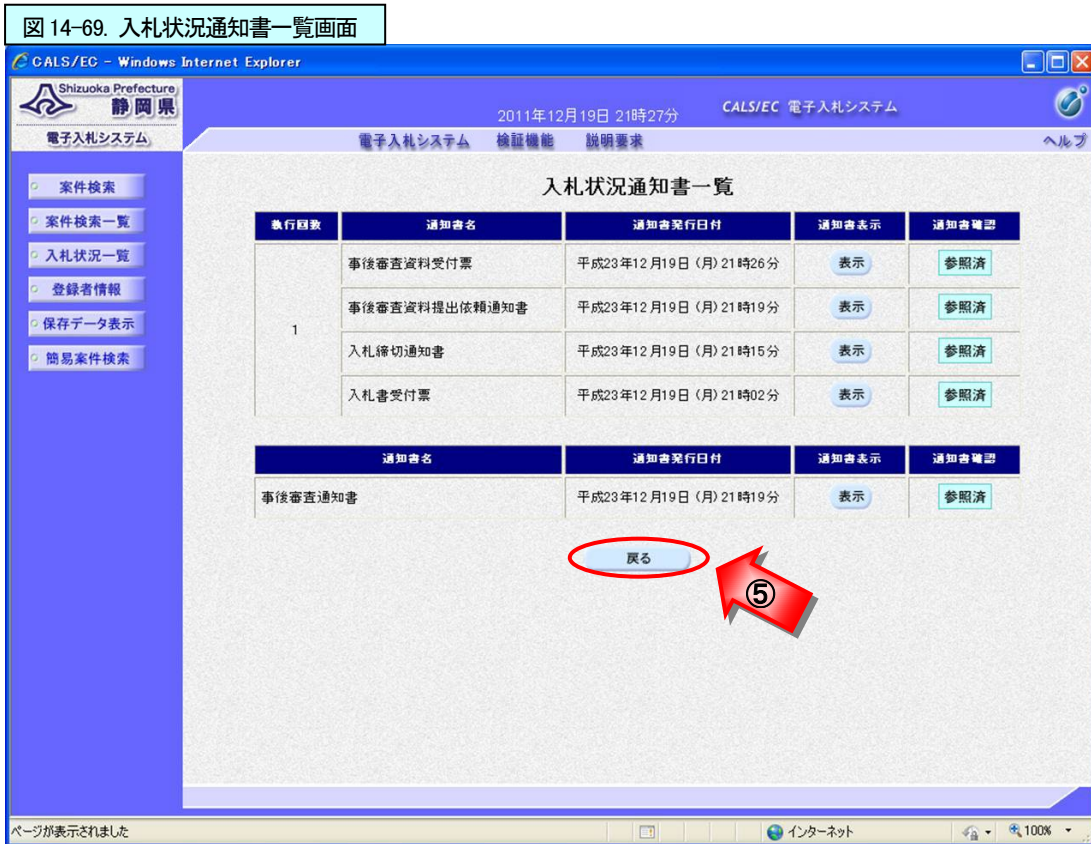 図 14-69. 入札状況通知書一覧画面
CALS/EC - Windows Internet Explorer
Shizuoka Prefecture
静岡県
電子入札システム
2011年12月19日 21時27分
CALS/EC 電子入札システム
電子入札システム 検証機能 説明要求 ヘルプ
案件検索
案件検索一覧
入札状況一覧
登録者情報
保存データ表示
簡易案件検索
入札状況通知書一覧
執行回数 通知書名 通知書発行日付 通知書表示 通知書確認
1
事後審査資料受付票 平成23年12月19日 (月) 21時26分 表示 参照済
事後審査資料提出依頼通知書 平成23年12月19日 (月) 21時19分 表示 参照済
入札締切通知書 平成23年12月19日 (月) 21時15分 表示 参照済
入札書受付票 平成23年12月19日 (月) 21時02分 表示 参照済
通知書名 通知書発行日付 通知書表示 通知書確認
事後審査通知書 平成23年12月19日 (月) 21時19分 表示 参照済
戻る
⑤
ページが表示されました インターネット 100%